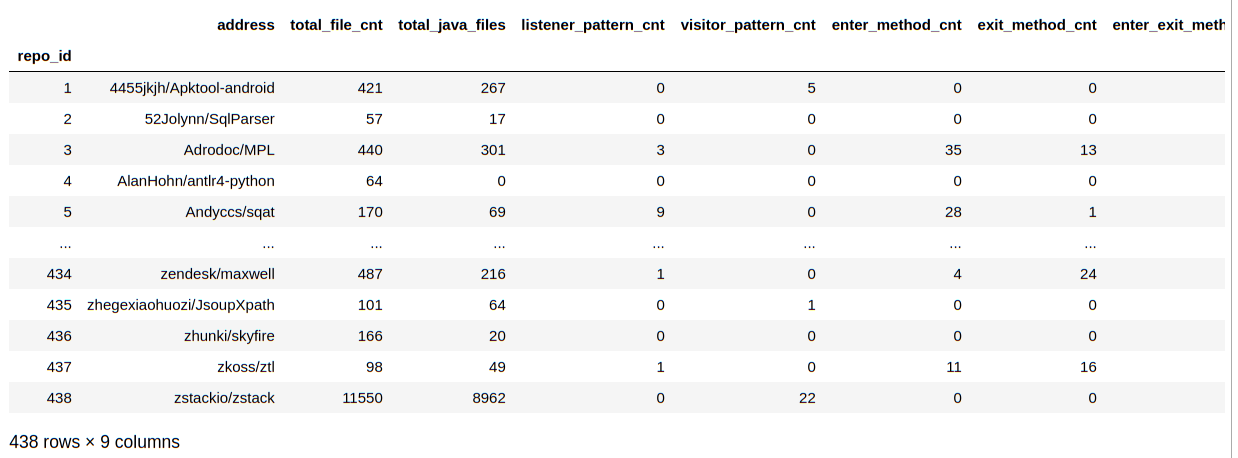 address total_file_cnt total_java_files listener_pattern_cnt visitor_pattern_cnt enter_method_cnt exit_method_cnt enter_exit_meth
repo_id
1 4455jkjh/Apktool-android 421 267 0 5 0 0
2 52Jolynn/SqlParser 57 17 0 0 0 0
3 Adrodoc/MPL 440 301 3 0 35 13
4 AlanHohn/antlr4-python 64 0 0 0 0 0
5 Andyccs/sqat 170 69 9 0 28 1
... ... ... ... ... ... ... ...
434 zendesk/maxwell 487 216 1 0 4 24
435 zhegexiaohuozi/JsoupXpath 101 64 0 1 0 0
436 zhunki/skyfire 166 20 0 0 0 0
437 zkoss/ztl 98 49 1 0 11 16
438 zstackio/zstack 11550 8962 0 22 0 0
438 rows × 9 columns